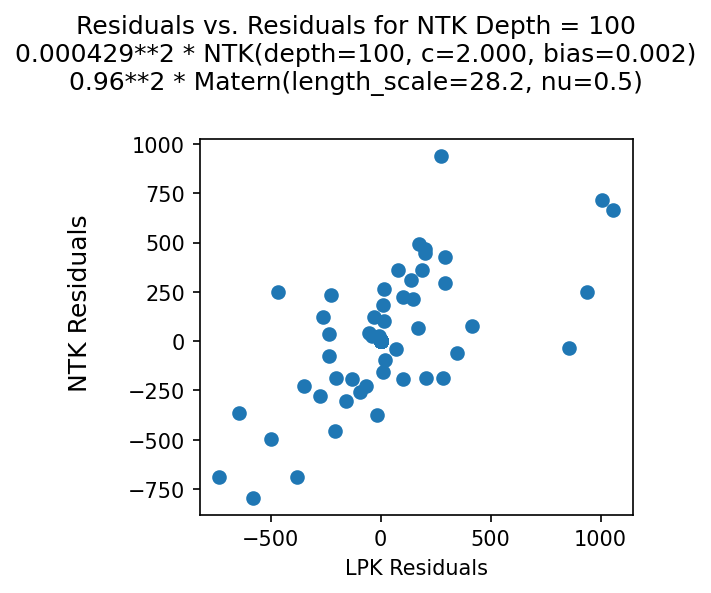 Residuals vs. Residuals for NTK Depth = 100
0.000429**2 * NTK(depth=100, c=2.000, bias=0.002)
0.96**2 * Matern(length_scale=28.2, nu=0.5)
1000
750
500
250
0
−250
−500
−750
NTK Residuals
−500
0
500
1000
LPK Residuals